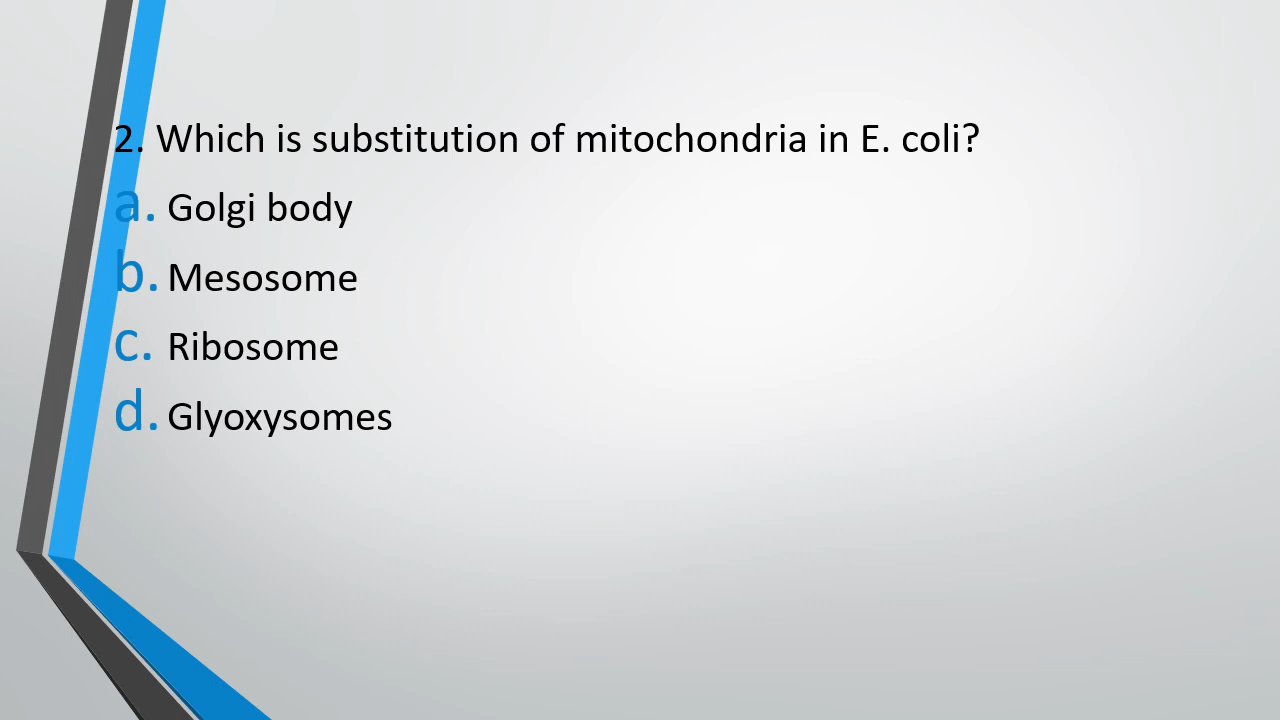 2. Which is substitution of mitochondria in E. coli?
a. Golgi body
b. Mesosome
c. Ribosome
d. Glyoxysomes